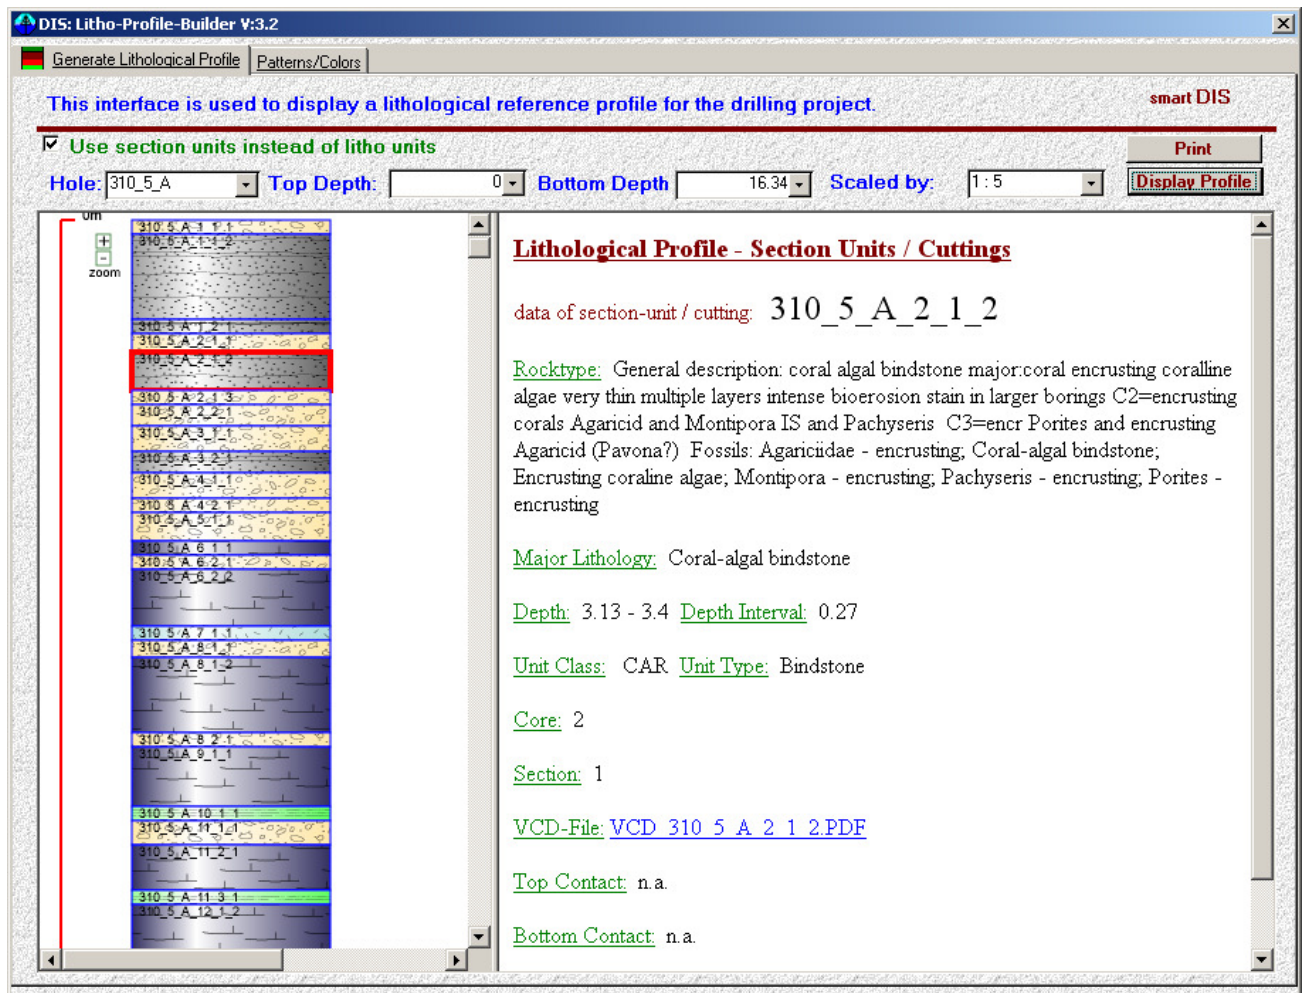 DIS: Litho-Profile-Builder V:3.2
Generate Lithological Profile Patterns/Colors
This interface is used to display a lithological reference profile for the drilling project.
smart DIS
Use section units instead of litho units
Print
Hole: 310_5_A Top Depth: 0 Bottom Depth 16.34 Scaled by: 1 : 5 Display Profile
0m
+
-
zoom
310_5_A_1_1_1
310_5_A_1_1_2
310_5_A_1_2_1
310_5_A_2_1_1
310_5_A_2_1_2
310_5_A_2_1_3
310_5_A_2_2_1
310_5_A_3_1_1
310_5_A_3_2_1
310_5_A_4_1_1
310_5_A_4_2_1
310_5_A_5_1_1
310_5_A_6_1_1
310_5_A_6_2_1
310_5_A_6_2_2
310_5_A_7_1_1
310_5_A_8_1_1
310_5_A_8_1_2
310_5_A_8_2_1
310_5_A_9_1_1
310_5_A_10_1_1
310_5_A_11_1_1
310_5_A_11_2_1
310_5_A_11_3_1
310_5_A_12_1_2
Lithological Profile - Section Units / Cuttings
data of section-unit / cutting: 310_5_A_2_1_2
Rocktype: General description: coral algal bindstone major:coral encrusting coralline
algae very thin multiple layers intense bioerosion stain in larger borings C2=encrusting
corals Agaricid and Montipora IS and Pachyseris C3=encr Porites and encrusting
Agaricid (Pavona?) Fossils: Agariciidae - encrusting; Coral-algal bindstone;
Encrusting coraline algae; Montipora - encrusting; Pachyseris - encrusting; Porites -
encrusting
Major Lithology: Coral-algal bindstone
Depth: 3.13 - 3.4 Depth Interval: 0.27
Unit Class: CAR Unit Type: Bindstone
Core: 2
Section: 1
VCD-File: VCD_310_5_A_2_1_2.PDF
Top Contact: n.a.
Bottom Contact: n.a.